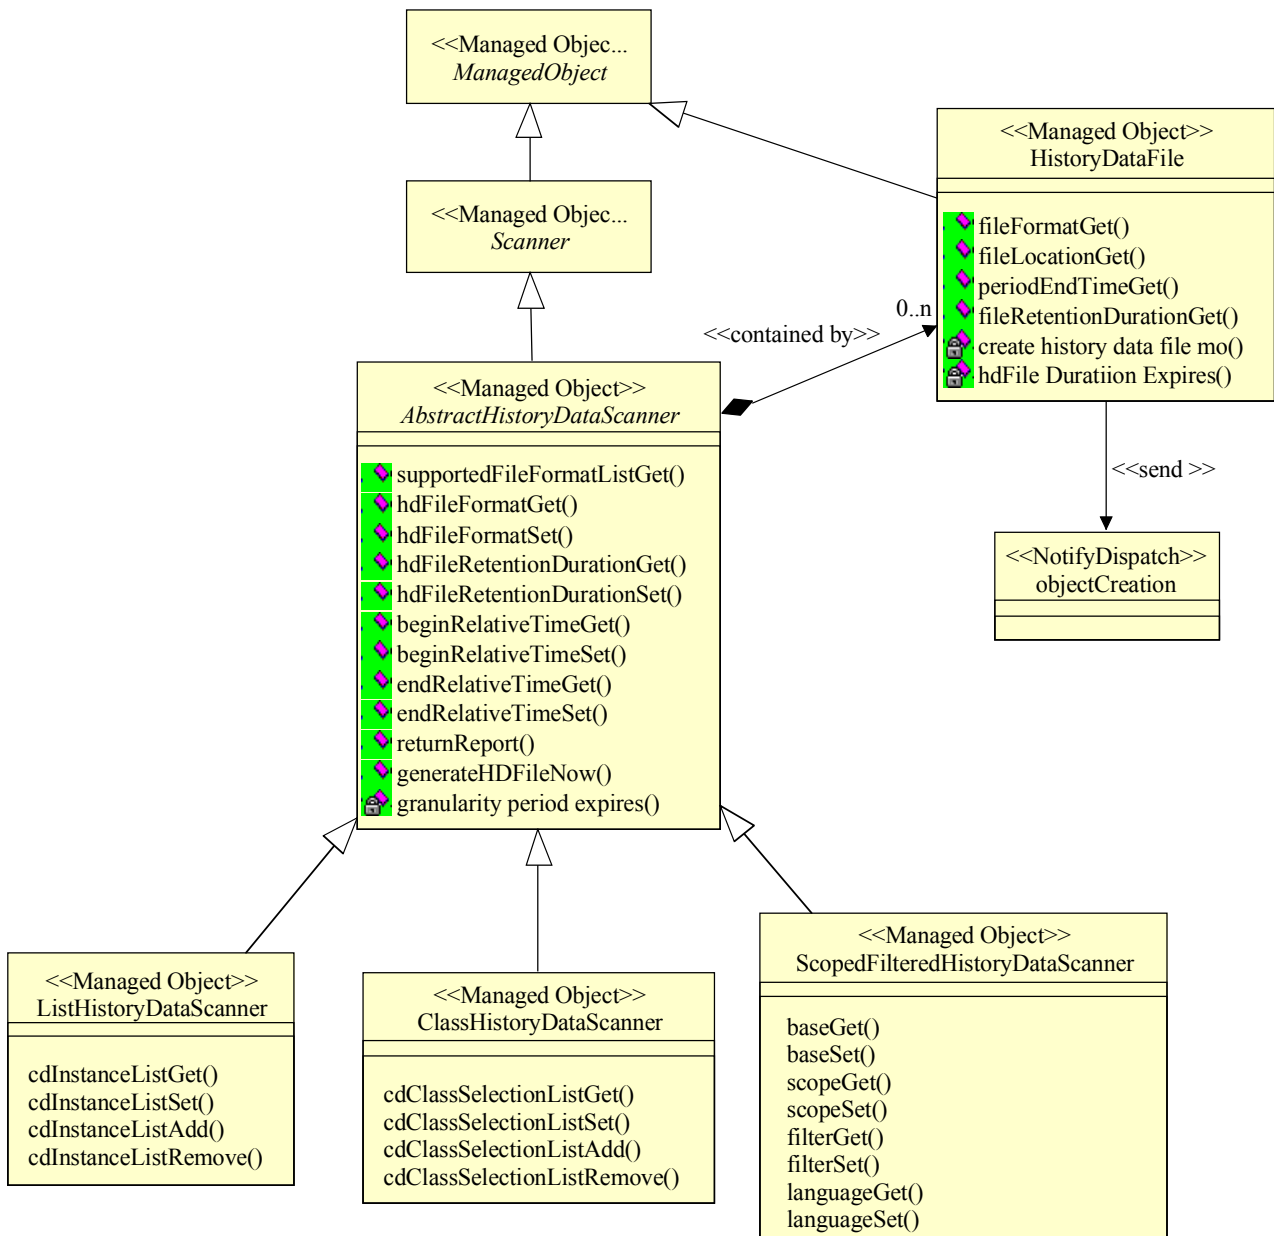 <<Managed Objec...
ManagedObject
<<Managed Objec...
Scanner
<<Managed Object>>
HistoryDataFile
fileFormatGet()
fileLocationGet()
periodEndTimeGet()
fileRetentionDurationGet()
create history data file mo()
hdFile Duratiion Expires()
0..n
<<contained by>>
<<send >>
<<NotifyDispatch>>
objectCreation
<<Managed Object>>
AbstractHistoryDataScanner
supportedFileFormatListGet()
hdFileFormatGet()
hdFileFormatSet()
hdFileRetentionDurationGet()
hdFileRetentionDurationSet()
beginRelativeTimeGet()
beginRelativeTimeSet()
endRelativeTimeGet()
endRelativeTimeSet()
returnReport()
generateHDFileNow()
granularity period expires()
<<Managed Object>>
ListHistoryDataScanner
cdInstanceListGet()
cdInstanceListSet()
cdInstanceListAdd()
cdInstanceListRemove()
<<Managed Object>>
ClassHistoryDataScanner
cdClassSelectionListGet()
cdClassSelectionListSet()
cdClassSelectionListAdd()
cdClassSelectionListRemove()
<<Managed Object>>
ScopedFilteredHistoryDataScanner
baseGet()
baseSet()
scopeGet()
scopeSet()
filterGet()
filterSet()
languageGet()
languageSet()